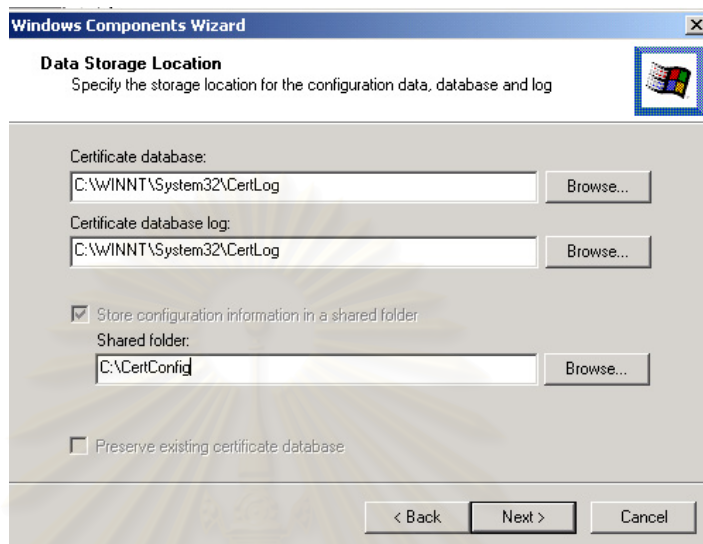 Windows Components Wizard
Data Storage Location
Specify the storage location for the configuration data, database and log
Certificate database:
C:\WINNT\System32\CertLog
Browse...
Certificate database log:
C:\WINNT\System32\CertLog
Browse...
Store configuration information in a shared folder
Shared folder:
C:\CertConfig
Browse...
Preserve existing certificate database
< Back
Next >
Cancel